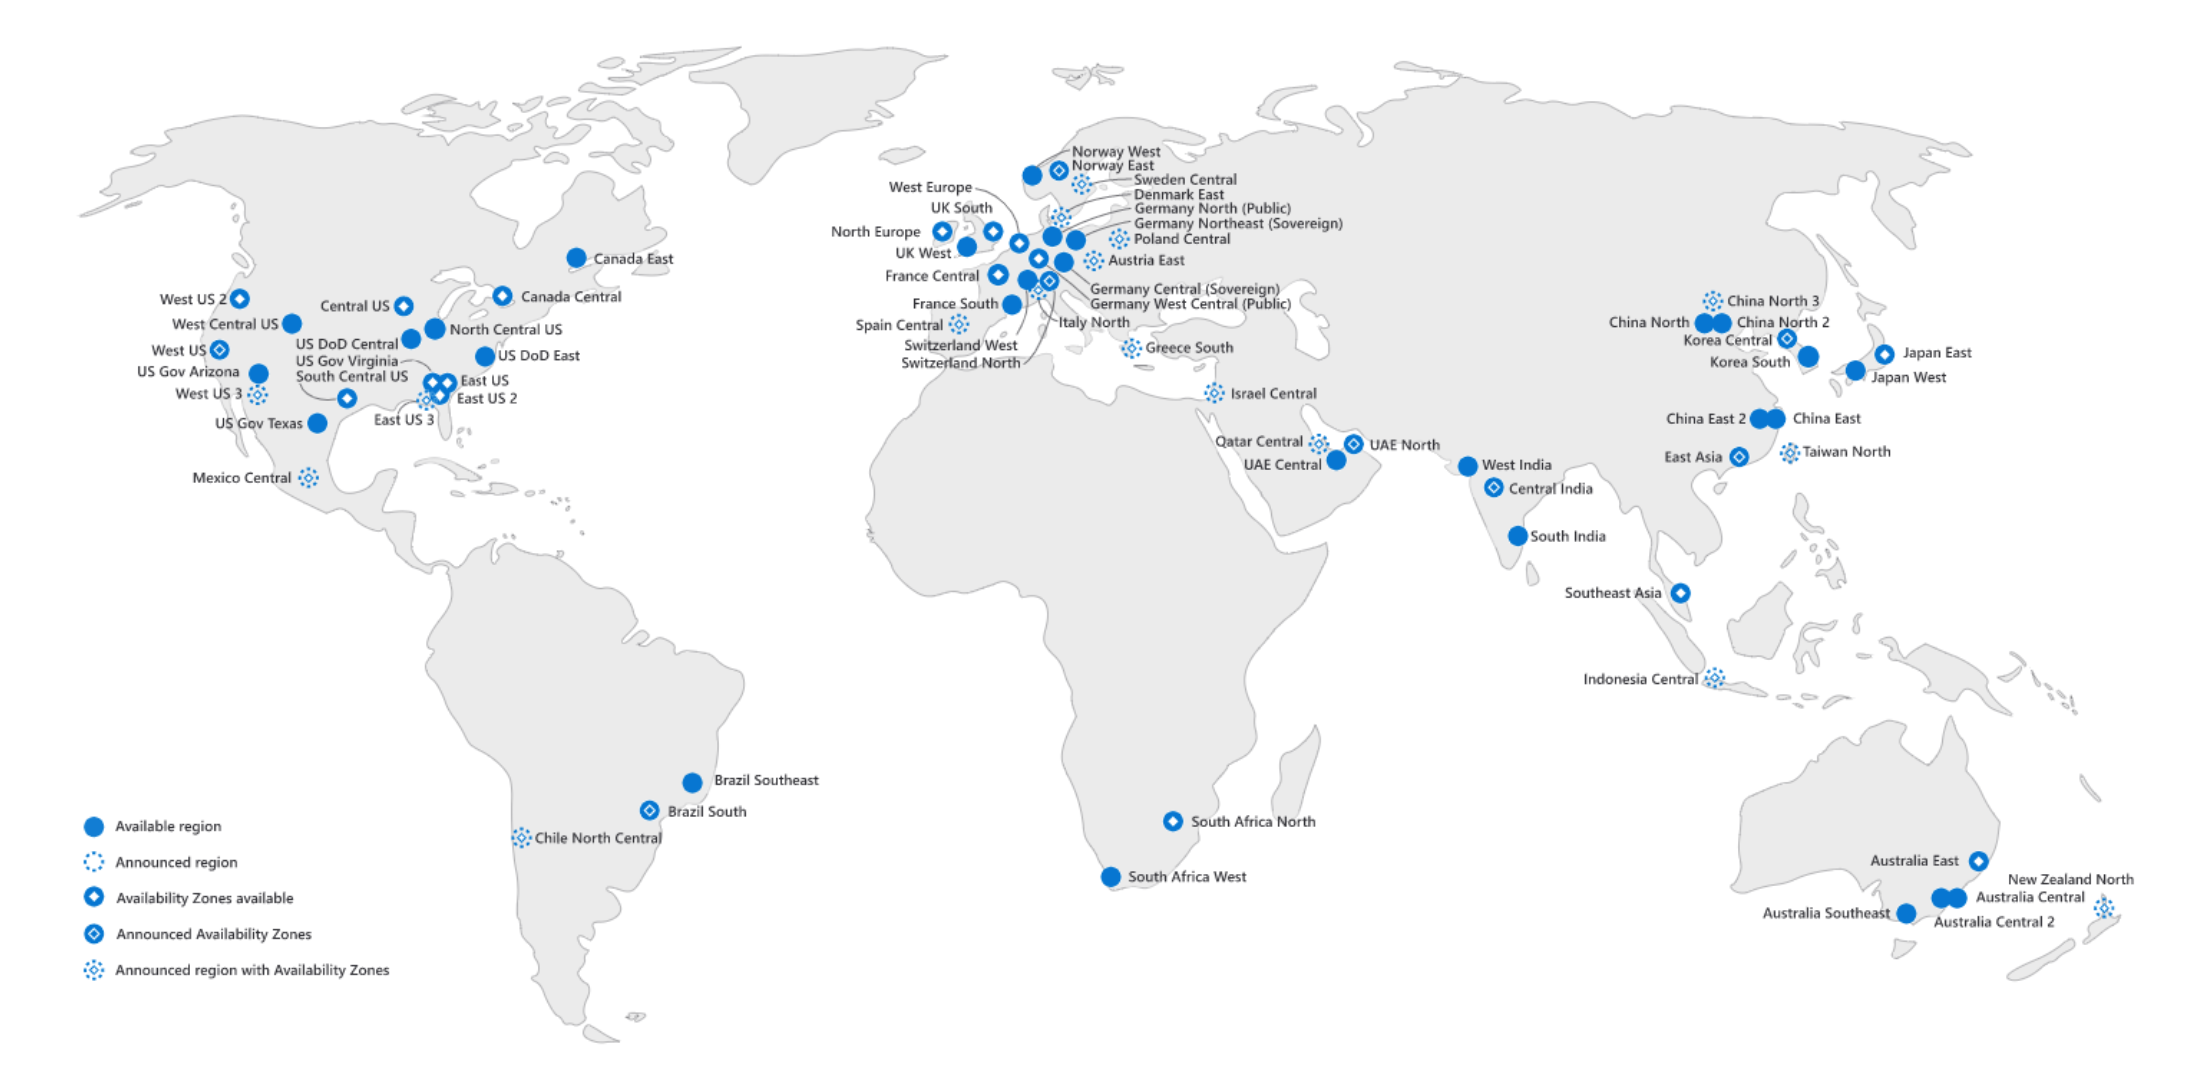 Norway West
Norway East
Sweden Central
West Europe
Denmark East
UK South
Germany North (Public)
Germany Northeast (Sovereign)
North Europe
Poland Central
UK West
Austria East
Canada East
France Central
Germany Central (Sovereign)
West US 2
Central US
Canada Central
France South
Germany West Central (Public)
China North 3
West Central US
North Central US
Spain Central
Italy North
China North
China North 2
US DoD Central
Korea Central
West US
US DoD East
Switzerland West
Greece South
Japan East
US Gov Virginia
Switzerland North
Korea South
US Gov Arizona
South Central US
East US
Japan West
West US 3
East US 2
Israel Central
US Gov Texas
East US 3
China East 2
China East
Qatar Central
UAE North
Taiwan North
East Asia
UAE Central
West India
Mexico Central
Central India
South India
Southeast Asia
Indonesia Central
Brazil Southeast
Brazil South
South Africa North
Chile North Central
Australia East
South Africa West
New Zealand North
Australia Central
Australia Southeast
Australia Central 2
Available region
Announced region
Availability Zones available
Announced Availability Zones
Announced region with Availability Zones